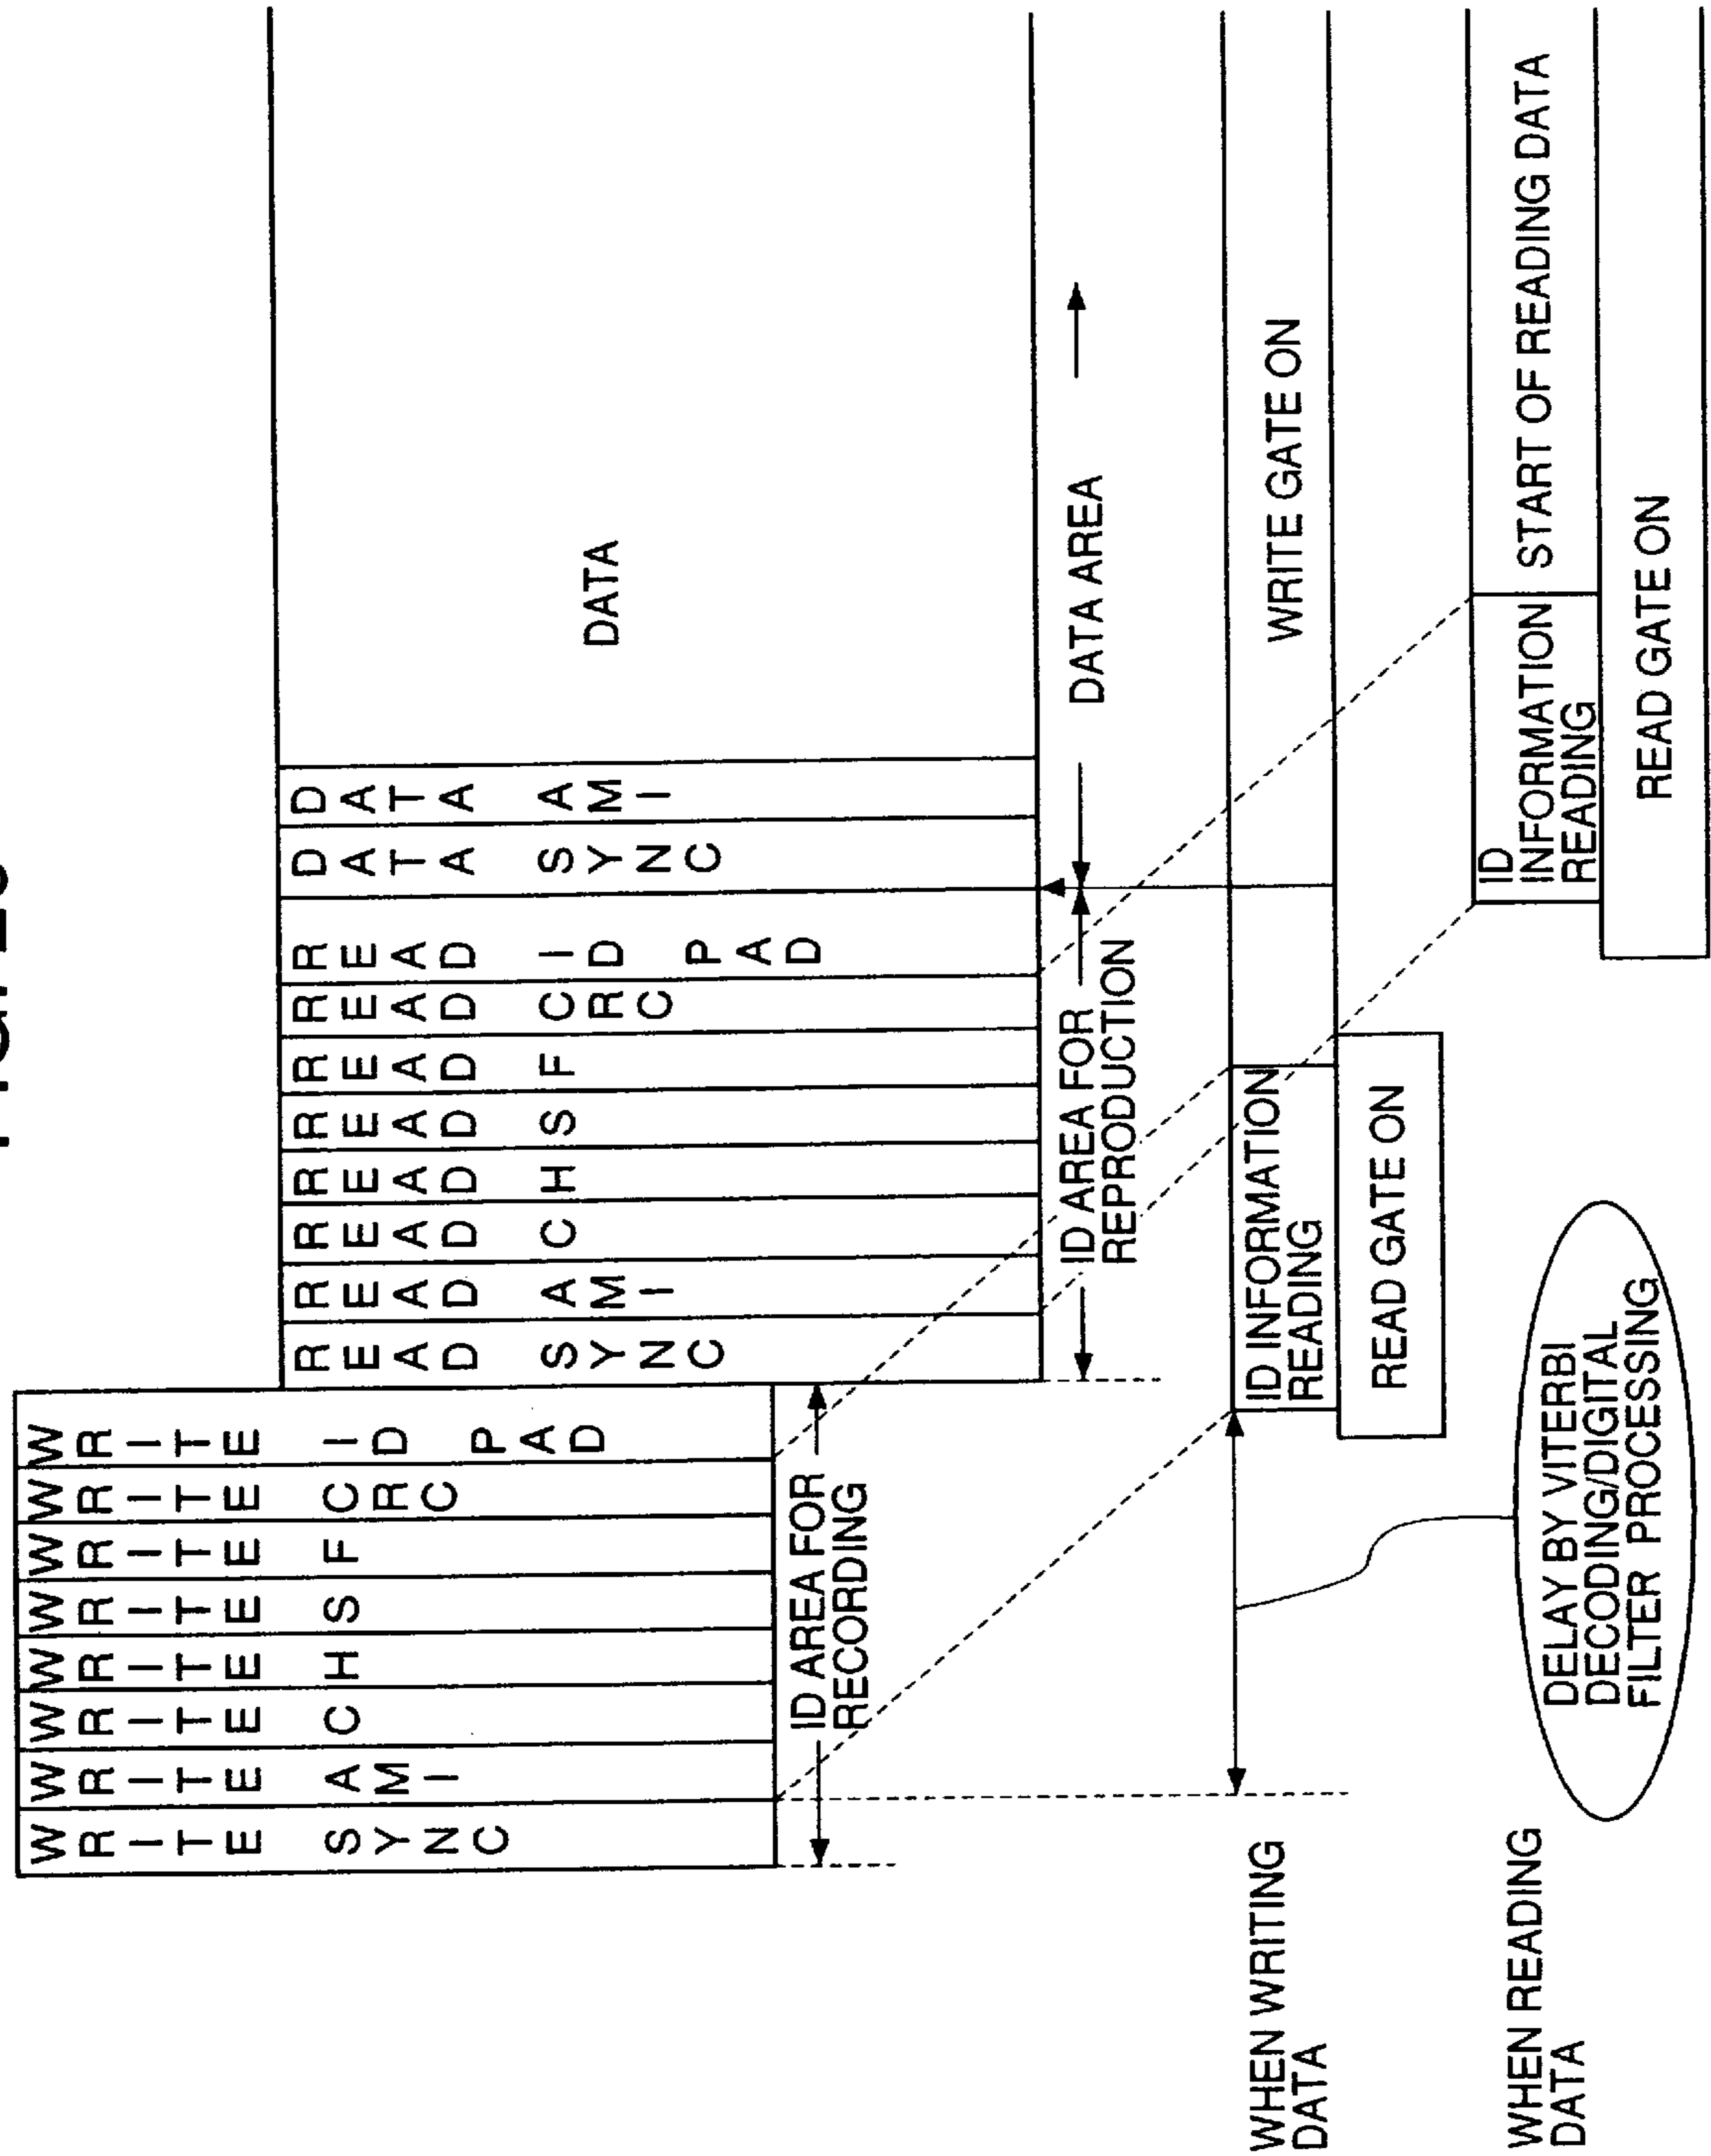 WRITE SYNC
WRITE AMI
WRITE C
WRITE H
WRITE S
WRITE F
WRITE CRC
WRITE ID PAD
READ SYNC
READ AMI
READ C
READ H
READ S
READ F
READ CRC
READ ID PAD
DATA SYNC
DATA AMI
DATA
ID AREA FOR
RECORDING
ID AREA FOR
REPRODUCTION
DATA AREA
WHEN WRITING
DATA
ID INFORMATION
READING
WRITE GATE ON
READ GATE ON
WHEN READING
DATA
DELAY BY VITERBI
DECODING/DIGITAL
FILTER PROCESSING
ID
INFORMATION
READING
START OF READING DATA
READ GATE ON